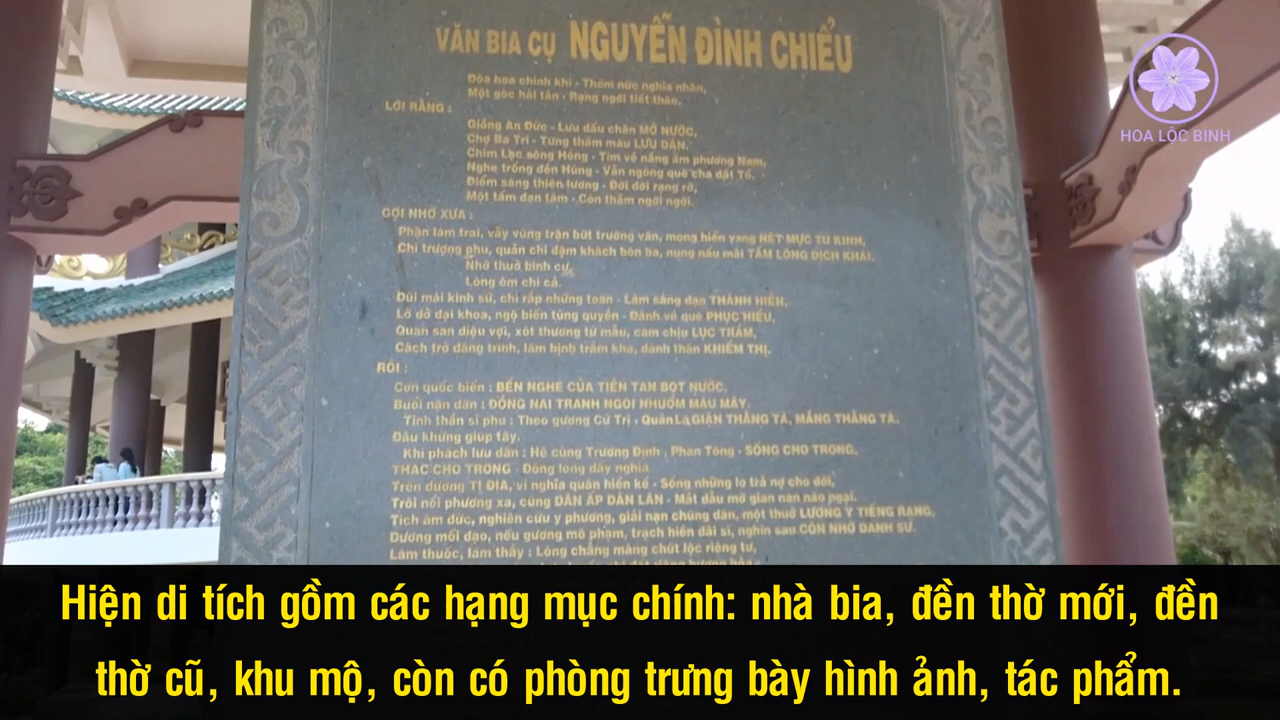 VĂN BIA CỤ NGUYỄN ĐÌNH CHIỂU
Đóa hoa chính khí - Thơm nức nghĩa nhân,
Một góc hải tần - Rạng ngời tiết tháo.
LỜI RẰNG :
Giồng An Đức - Lưu dấu chân MỞ NƯỚC,
Chợ Ba Tri - Từng thắm máu LƯU DÂN.
Chim Lạc sông Hồng - Tìm về nắng ấm phương Nam,
Nghe trống đền Hùng - Vẳn ngóng quê cha đất Tổ.
Điểm sáng thiên lương - Đời đời rạng rỡ,
Một tấm đan tâm - Còn thắm ngời ngời.
GỢI NHỚ XƯA :
Phận làm trai, vẫy vùng trận bút trường văn, mong hiển vang HẾT MỰC TU KINH,
Chí trượng phu, quản chi dặm khách bôn ba, nung nấu mãi TẤM LÒNG ĐỊCH KHÁI.
Nhớ thuở binh cư,
Lòng ôm chí cả.
Dùi mài kinh sử, chí rắp những toan - Làm sáng đạo THÁNH HIỀN,
Lỡ dở đại khoa, ngộ biến tùng quyền - Đành về quê PHỤC HIẾU,
Quan san diệu vợi, xót thương từ mẫu, cam chịu LỤC TRẦM,
Cách trở đăng trình, lâm bịnh trầm kha, đành thân KHIẾM THỊ.
RỒI :
Cơn quốc biến : BẾN NGHÉ CỦA TIỀN TAN BỌT NƯỚC,
Buổi nạn dân : ĐỒNG NAI TRANH NGÓI NHUỐM MÀU MÂY,
Tinh thần sĩ phu : Theo gương Cử Trị , Quản La GIẬN THẰNG TÀ, MẮNG THẰNG TÀ.
Đâu khứng giúp tây.
Khí phách lưu dân : Hè cùng Trương Định , Phan Tòng - SỐNG CHO TRONG,
THÁC CHO TRONG - Đồng lòng dấy nghĩa
Trên đường TỊ ĐỊA, vì nghĩa quân hiến kế - Sống những lo trả nợ cho đời,
Trôi nổi phương xa, cùng DÂN ẤP DÂN LÂN - Mắt dẫu mờ gian nan nào ngại.
Tích âm đức, nghiên cứu y phương, giải nạn chúng dân, một thuở LƯƠNG Y TIẾNG RẠNG,
Dương mối đạo, nêu gương mô phạm, trạch hiền đãi sĩ, nghìn sau CÒN NHỚ DANH SƯ.
Làm thuốc, làm thầy : Lòng chẳng màng chút lộc riêng tư,
HOA LỘC BÌNH
Hiện di tích gồm các hạng mục chính: nhà bia, đền thờ mới, đền
thờ cũ, khu mộ, còn có phòng trưng bày hình ảnh, tác phẩm.